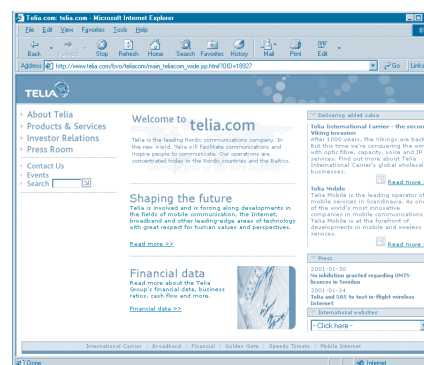 Telia.com: telia.com - Microsoft Internet Explorer
File Edit View Favorites Tools Help
Back Forward Stop Refresh Home Search Favorites History Mail Print Edit
Address http://www.telia.com/bvo/teliacom/main_teliacom_wide.jsp?OID=18927 Go Links
TELIA
About Telia
Products & Services
Investor Relations
Press Room
Contact Us
Events
Search
Welcome to telia.com
Telia is the leading Nordic communications company. In
the new world, Telia will facilitate communications and
inspire people to communicate. Our operations are
concentrated today in the Nordic countries and the Baltics.
Shaping the future
Telia is involved and is forcing along developments in
the fields of mobile communication, the Internet,
broadband and other leading-edge areas of technology
with great respect for human values and perspectives.
Read more >>
Financial data
Read more about the Telia
Group's financial data, business
ratios, cash flow and more.
Financial data >>
Delivering added value
Telia International Carrier - the second
Viking Invasion
After 1000 years, the Vikings are back
But this time we're conquering the world
with optic fibre, capacity, voice and IP
services. Find out more about Telia
International Carrier's global wholesale
businesses.
Read more
Telia Mobile
Telia Mobile is the leading operator of
mobile services in Scandinavia. As one
of the world's most innovative
companies in mobile communications,
Telia Mobile is at the forefront of
developments in mobile and wireless
services.
Read more
Press
2001-01-30
No inhibition granted regarding UMTS-
licences in Sweden
2001-01-24
Telia and SAS to test in-flight wireless
Internet
International websites
- Click here -
International Carrier | Broadband | Financial | Golden Gate | Speedy Tomato | Mobile Internet
Done Internet